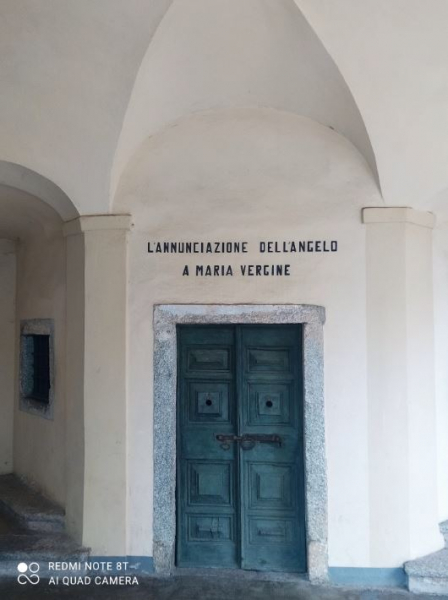 L'ANNUNCIAZIONE DELL'ANGELO
A MARIA VERGINE
REDMI NOTE 8T
AI QUAD CAMERA